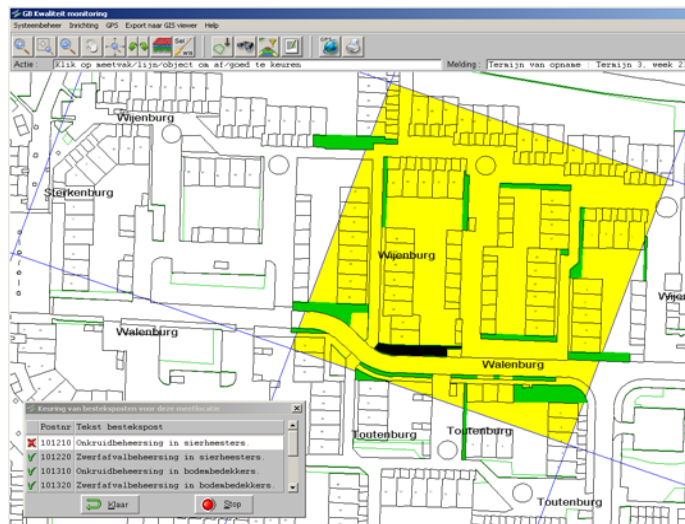 GB Kwaliteit monitoring
Systeembeheer Inrichting GPS Export naar GIS viewer Help
Actie : Klik op meetvak/lijn/object om af/goed te keuren Melding : Termijn van opname : Termijn 3. week 2
Wijenburg
Sterkenburg
Wijenburg
Wije
Walenburg
Walenburg
Toutenburg
Toutenburg
Toutenburg
Keuring van besteksposten voor deze meetlocatie
Postnr Tekst bestekspost
101210 Onkruidbeheersing in sierheesters.
101220 Zwerfafvalbeheersing in sierheesters.
101310 Onkruidbeheersing in bodembedekkers.
101320 Zwerfafvalbeheersing in bodembedekkers.
Klaar Stop